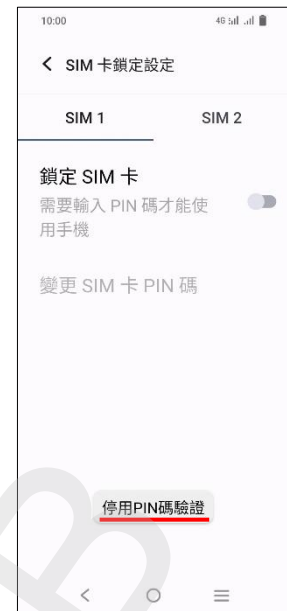 10:00
4G
SIM 卡鎖定設定
SIM 1
SIM 2
鎖定 SIM 卡
需要輸入 PIN 碼才能使
用手機
變更 SIM 卡 PIN 碼
停用PIN碼驗證